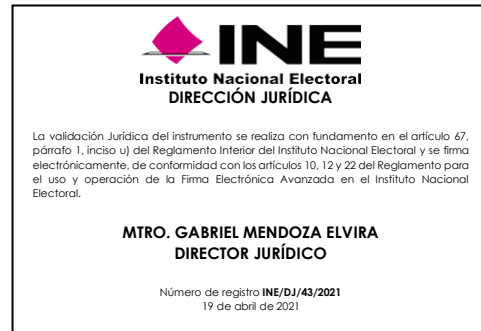 INE
Instituto Nacional Electoral
DIRECCIÓN JURÍDICA
La validación Jurídica del instrumento se realiza con fundamento en el artículo 67,
párrafo 1, inciso u) del Reglamento Interior del Instituto Nacional Electoral y se firma
electrónicamente, de conformidad con los artículos 10, 12 y 22 del Reglamento para
el uso y operación de la Firma Electrónica Avanzada en el Instituto Nacional
Electoral.
MTRO. GABRIEL MENDOZA ELVIRA
DIRECTOR JURÍDICO
Número de registro INE/DJ/43/2021
19 de abril de 2021